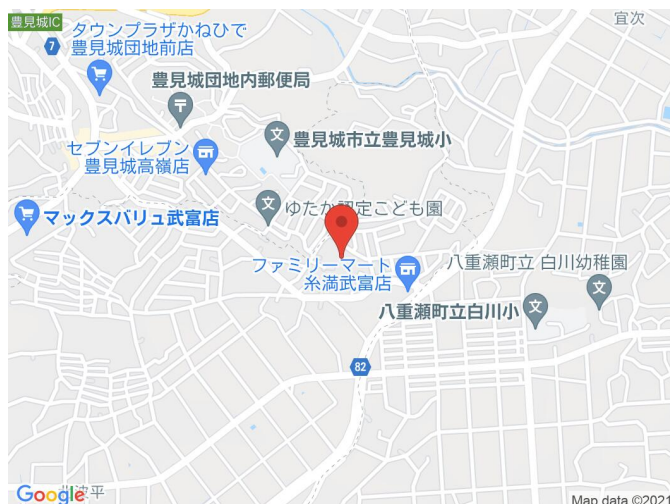 豊見城IC
宜次
タウンプラザかねひで
豊見城団地前店
7
豊見城団地内郵便局
豊見城市立豊見城小
セブンイレブン
豊見城高嶺店
ゆたか認定こども園
マックスバリュ武富店
ファミリーマート
糸満武富店
八重瀬町立 白川幼稚園
八重瀬町立白川小
82
波平
Google
Map data ©2021